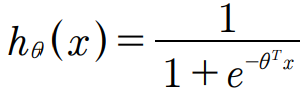 h_θ(x) = 1 / (1 + e^{-θ^T x})